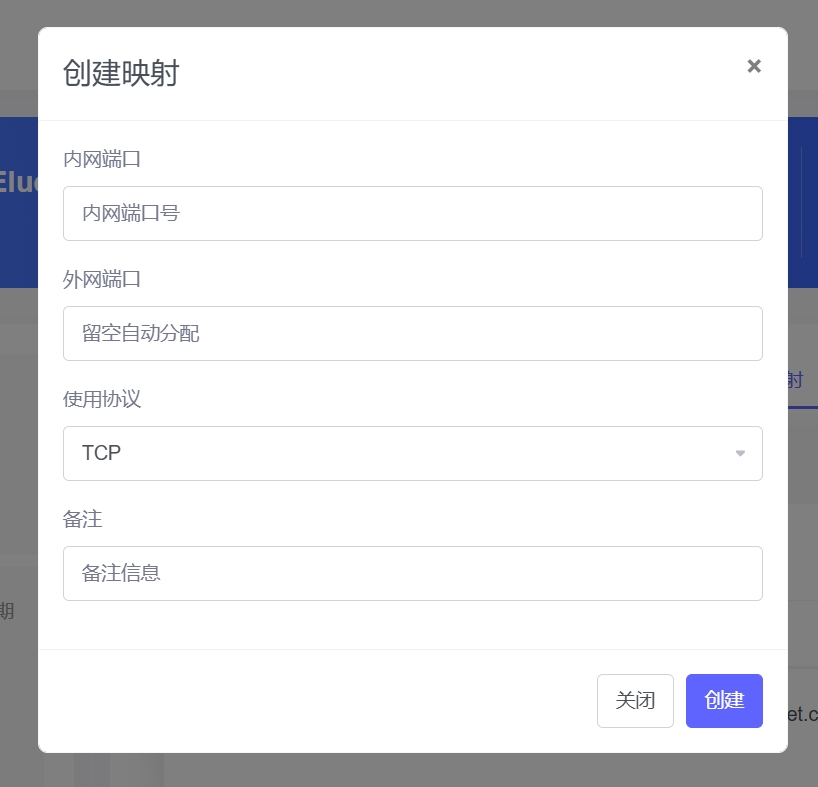 创建映射
×
内网端口
内网端口号
外网端口
留空自动分配
使用协议
TCP
备注
备注信息
关闭
创建
射
期
et.c